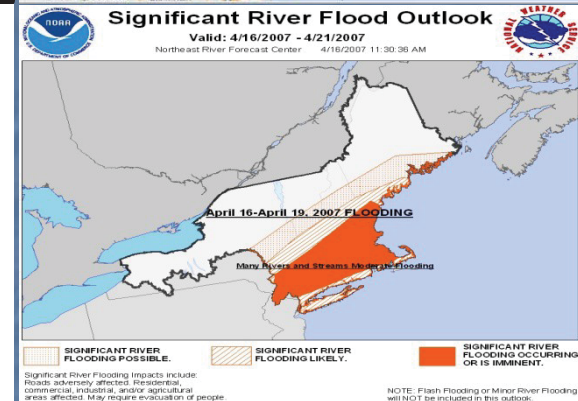 NOAA
Significant River Flood Outlook
Valid: 4/16/2007 - 4/21/2007
Northeast River Forecast Center 4/16/2007 11:30:36 AM
NATIONAL WEATHER SERVICE
April 16-April 19, 2007 FLOODING
Many Rivers and Streams Moderate Flooding
SIGNIFICANT RIVER
FLOODING POSSIBLE.
SIGNIFICANT RIVER
FLOODING LIKELY.
SIGNIFICANT RIVER
FLOODING OCCURRING
OR IS IMMINENT.
Significant River Flooding Impacts include:
Roads adversely affected. Residential,
commercial, industrial, and/or agricultural
areas affected. May require evacuation of people.
NOTE: Flash Flooding or Minor River Flooding
will NOT be included in this outlook.